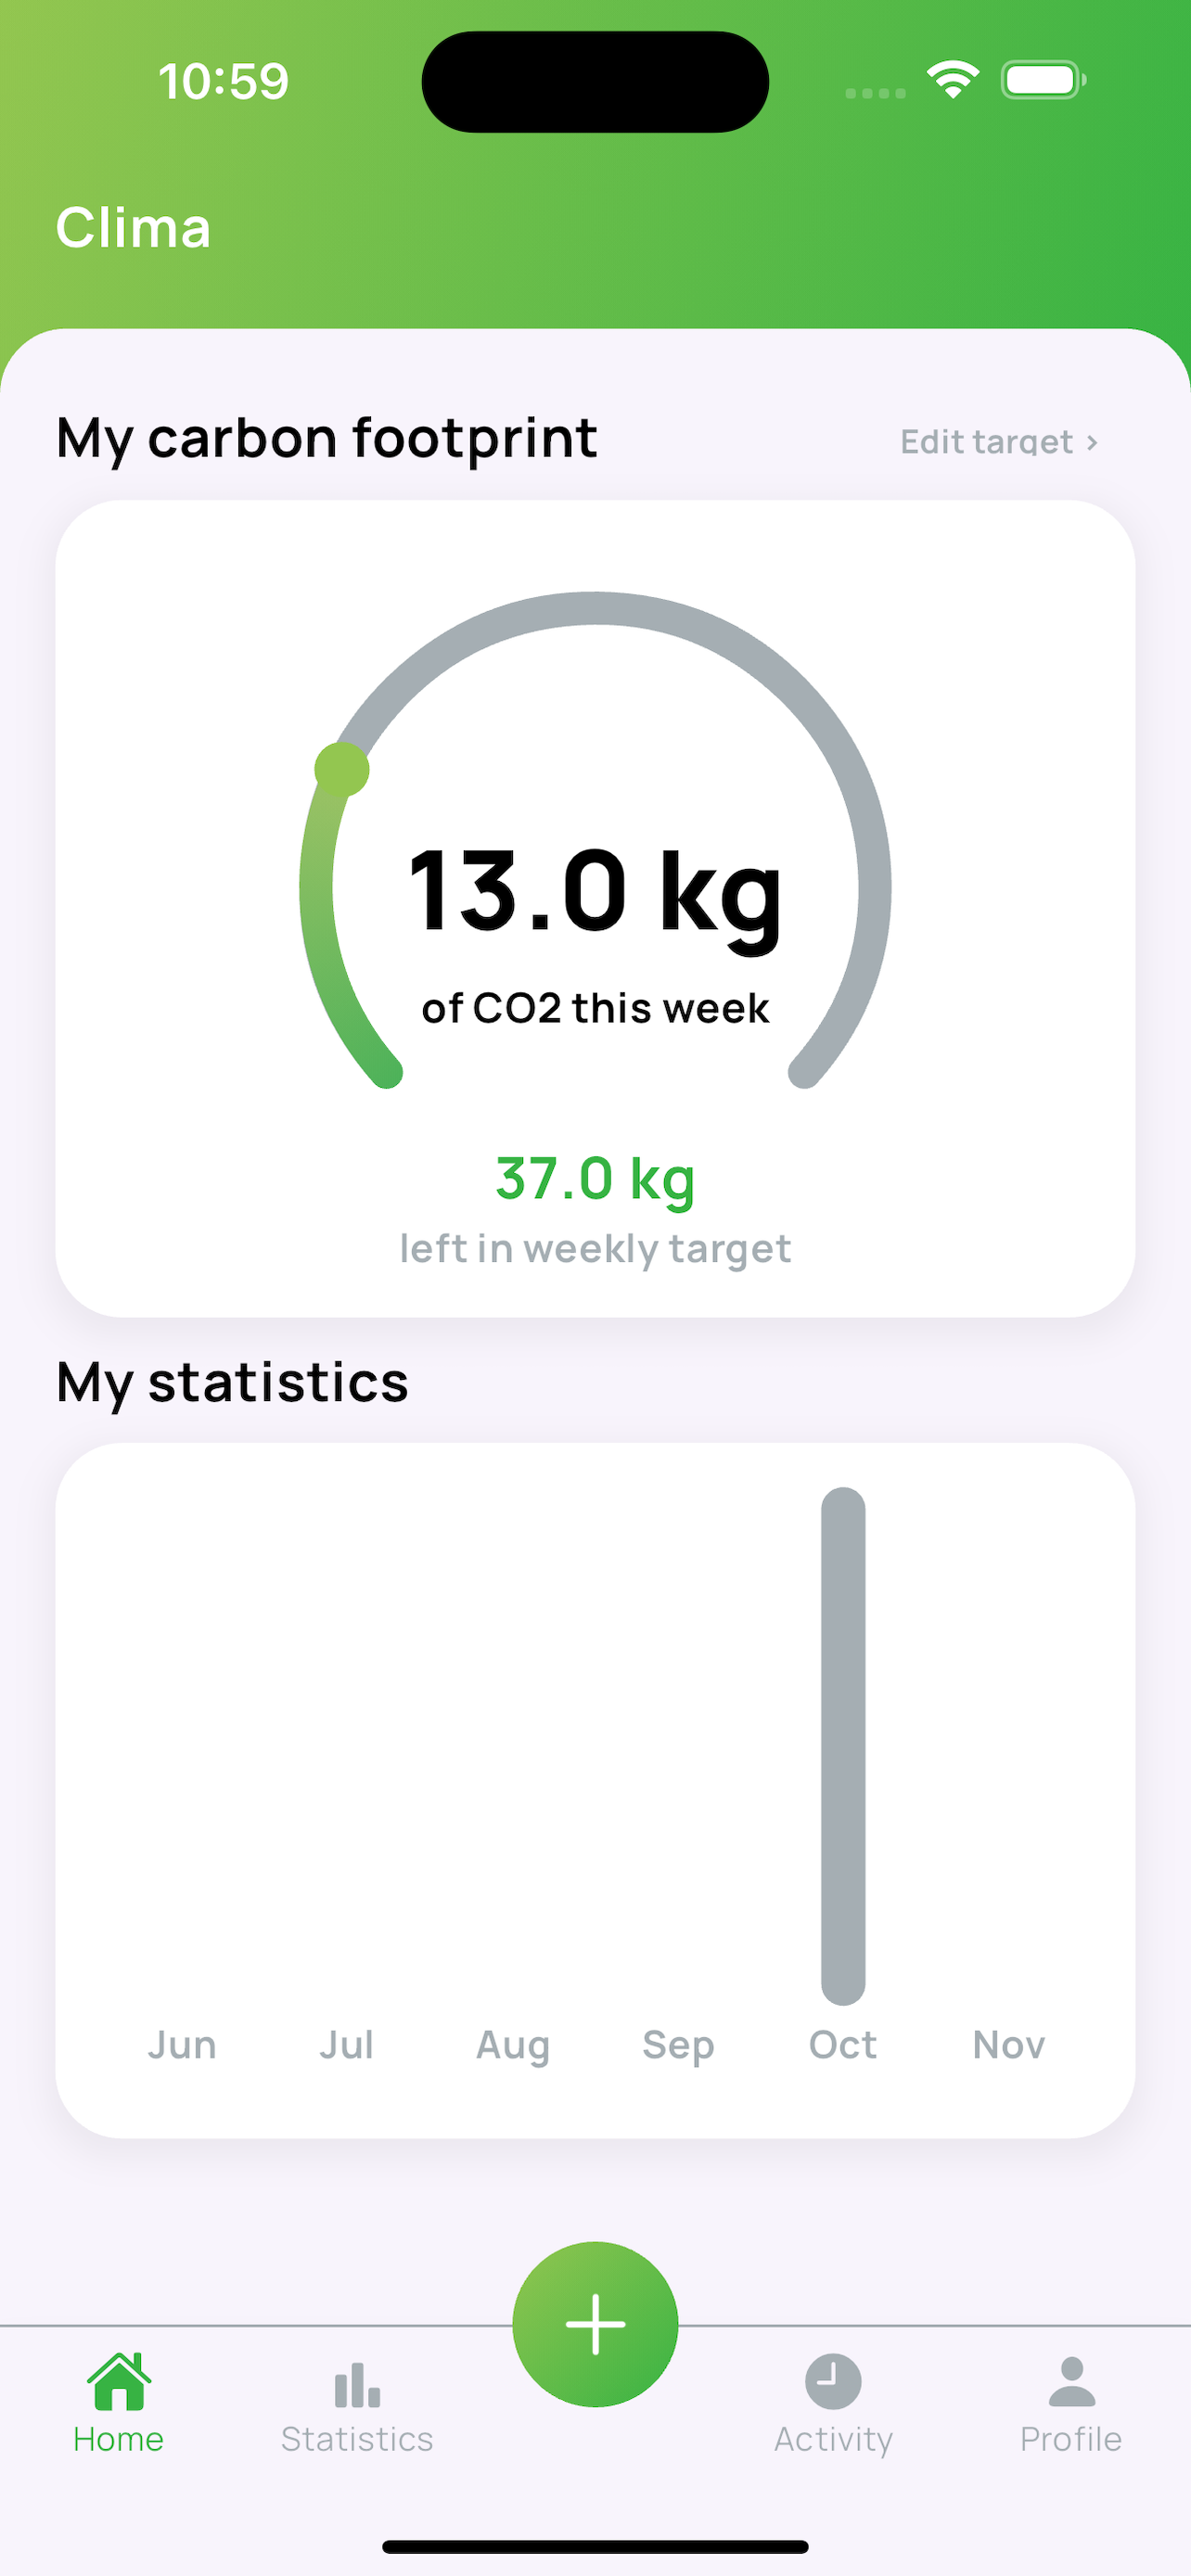 10:59
Clima
My carbon footprint
Edit target ›
13.0 kg
of CO2 this week
37.0 kg
left in weekly target
My statistics
Jun Jul Aug Sep Oct Nov
Home Statistics Activity Profile